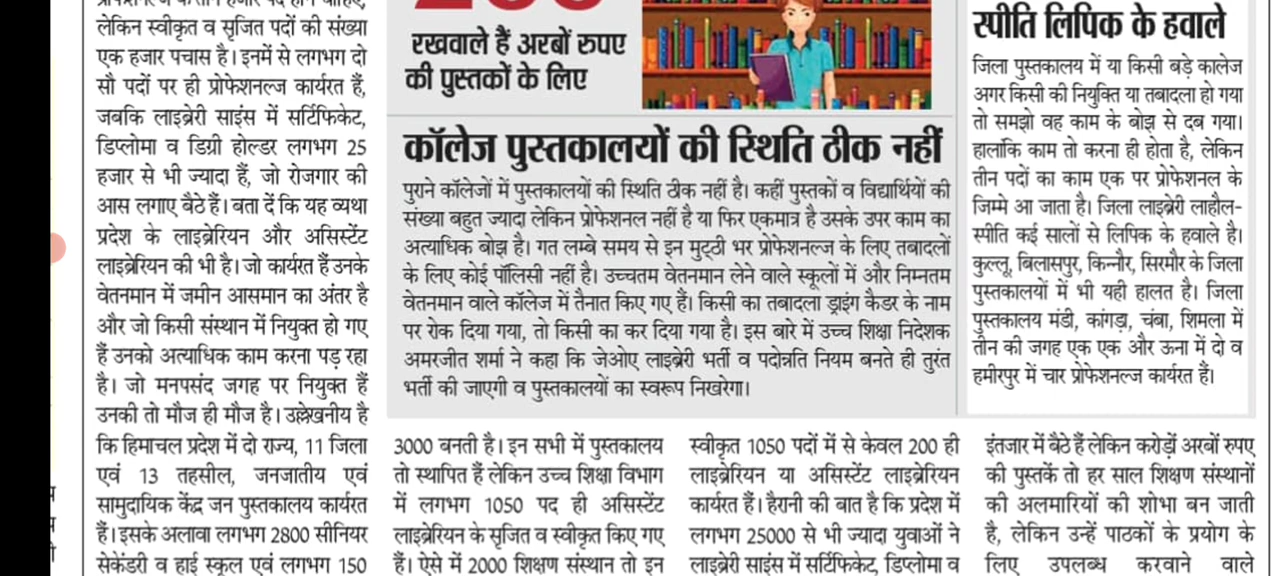 लेकिन स्वीकृत व सृजित पदों की संख्या
एक हजार पचास है। इनमें से लगभग दो
सौ पदों पर ही प्रोफेशनल्ज कार्यरत हैं,
जबकि लाइब्रेरी साइंस में सर्टिफिकेट,
डिप्लोमा व डिग्री होल्डर लगभग 25
हजार से भी ज्यादा हैं, जो रोजगार की
आस लगाए बैठे हैं। बता दें कि यह व्यथा
प्रदेश के लाइब्रेरियन और असिस्टेंट
लाइब्रेरियन की भी है। जो कार्यरत हैं उनके
वेतनमान में जमीन आसमान का अंतर है
और जो किसी संस्थान में नियुक्त हो गए
हैं उनको अत्याधिक काम करना पड़ रहा
है। जो मनपसंद जगह पर नियुक्त हैं
उनकी तो मौज ही मौज है। उल्लेखनीय है
कि हिमाचल प्रदेश में दो राज्य, 11 जिला
एवं 13 तहसील, जनजातीय एवं
सामुदायिक केंद्र जन पुस्तकालय कार्यरत
हैं। इसके अलावा लगभग 2800 सीनियर
सेकेंडरी व हाई स्कूल एवं लगभग 150
रखवाले हैं अरबों रुपए
की पुस्तकों के लिए
कॉलेज पुस्तकालयों की स्थिति ठीक नहीं
पुराने कॉलेजों में पुस्तकालयों की स्थिति ठीक नहीं है। कहीं पुस्तकों व विद्यार्थियों की
संख्या बहुत ज्यादा लेकिन प्रोफेशनल नहीं है या फिर एकमात्र है उसके उपर काम का
अत्याधिक बोझ है। गत लम्बे समय से इन मुट्ठी भर प्रोफेशनल्ज के लिए तबादलों
के लिए कोई पॉलिसी नहीं है। उच्चतम वेतनमान लेने वाले स्कूलों में और निम्नतम
वेतनमान वाले कॉलेज में तैनात किए गए हैं। किसी का तबादला ड्राइंग कैडर के नाम
पर रोक दिया गया, तो किसी का कर दिया गया है। इस बारे में उच्च शिक्षा निदेशक
अमरजीत शर्मा ने कहा कि जेओए लाइब्रेरी भर्ती व पदोन्नति नियम बनते ही तुरंत
भर्ती की जाएगी व पुस्तकालयों का स्वरूप निखरेगा।
स्पीति लिपिक के हवाले
जिला पुस्तकालय में या किसी बड़े कालेज
अगर किसी की नियुक्ति या तबादला हो गया
तो समझो वह काम के बोझ से दब गया।
हालांकि काम तो करना ही होता है, लेकिन
तीन पदों का काम एक पर प्रोफेशनल के
जिम्मे आ जाता है। जिला लाइब्रेरी लाहौल-
स्पीति कई सालों से लिपिक के हवाले है।
कुल्लू, बिलासपुर, किन्नौर, सिरमौर के जिला
पुस्तकालयों में भी यही हालत है। जिला
पुस्तकालय मंडी, कांगड़ा, चंबा, शिमला में
तीन की जगह एक एक और ऊना में दो व
हमीरपुर में चार प्रोफेशनल्ज कार्यरत हैं।
3000 बनती है। इन सभी में पुस्तकालय
तो स्थापित हैं लेकिन उच्च शिक्षा विभाग
में लगभग 1050 पद ही असिस्टेंट
लाइब्रेरियन के सृजित व स्वीकृत किए गए
हैं। ऐसे में 2000 शिक्षण संस्थान तो इन
स्वीकृत 1050 पदों में से केवल 200 ही
लाइब्रेरियन या असिस्टेंट लाइब्रेरियन
कार्यरत हैं। हैरानी की बात है कि प्रदेश में
लगभग 25000 से भी ज्यादा युवाओं ने
लाइब्रेरी साइंस में सर्टिफिकेट, डिप्लोमा व
इंतजार में बैठे हैं लेकिन करोड़ों अरबों रुपए
की पुस्तकें तो हर साल शिक्षण संस्थानों
की अलमारियों की शोभा बन जाती
है, लेकिन उन्हें पाठकों के प्रयोग के
लिए उपलब्ध करवाने वाले